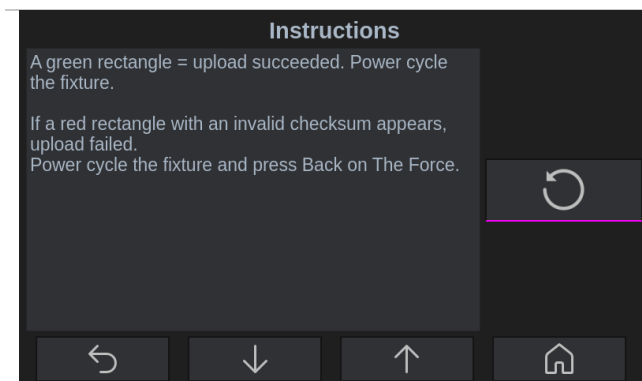 Instructions
A green rectangle = upload succeeded. Power cycle
the fixture.
If a red rectangle with an invalid checksum appears,
upload failed.
Power cycle the fixture and press Back on The Force.